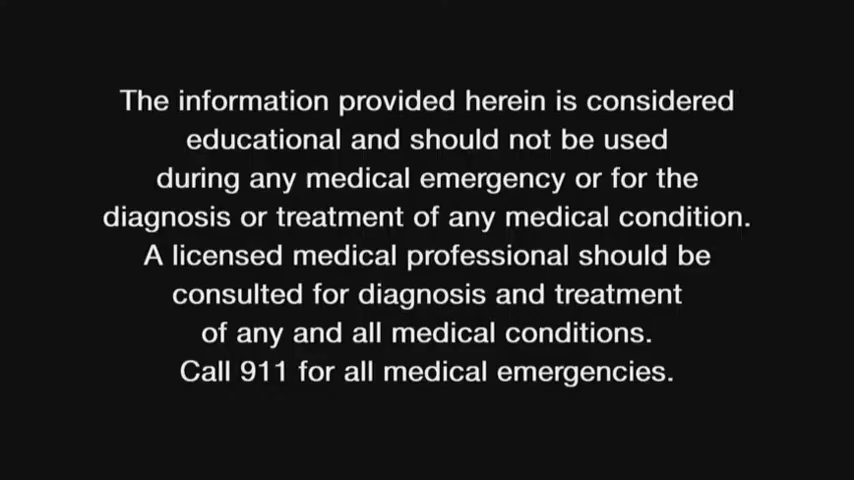 The information provided herein is considered
educational and should not be used
during any medical emergency or for the
diagnosis or treatment of any medical condition.
A licensed medical professional should be
consulted for diagnosis and treatment
of any and all medical conditions.
Call 911 for all medical emergencies.